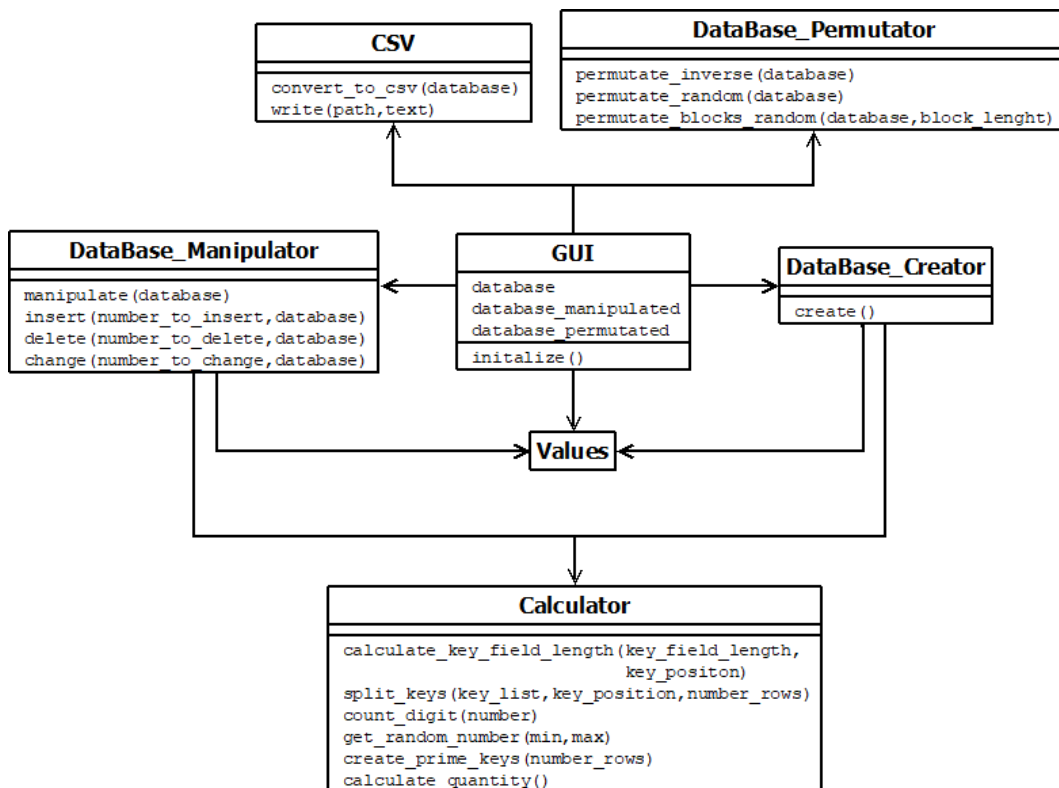 CSV
convert_to_csv(database)
write(path,text)
DataBase_Permutator
permutate_inverse(database)
permutate_random(database)
permutate_blocks_random(database,block_lenght)
DataBase_Manipulator
manipulate(database)
insert(number_to_insert,database)
delete(number_to_delete,database)
change(number_to_change,database)
GUI
database
database_manipulated
database_permutated
initalize()
DataBase_Creator
create()
Values
Calculator
calculate_key_field_length(key_field_length,
key_positon)
split_keys(key_list,key_position,number_rows)
count_digit(number)
get_random_number(min,max)
create_prime_keys(number_rows)
calculate_quantity()